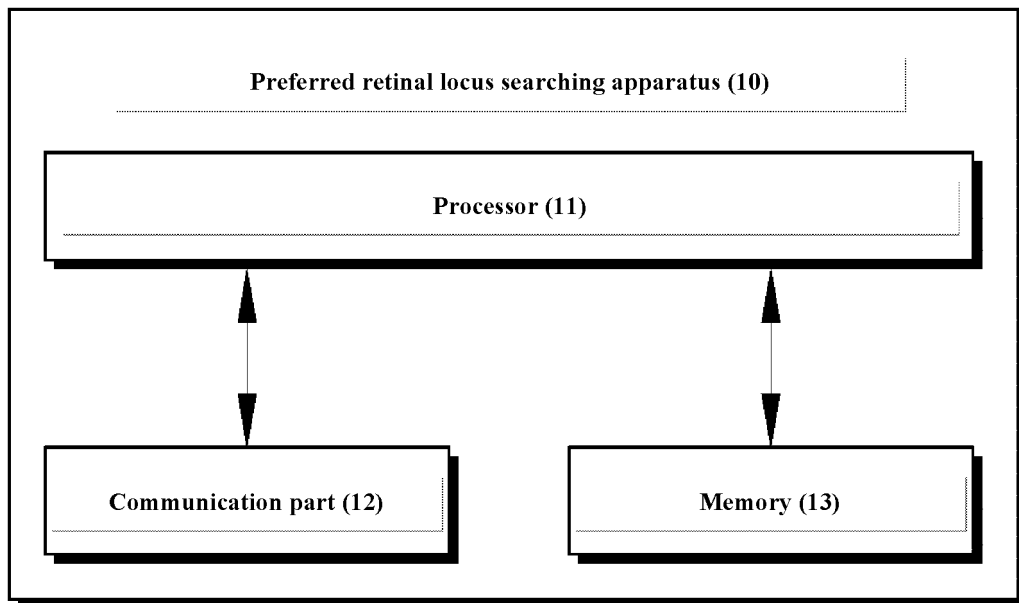 Preferred retinal locus searching apparatus (10)
Processor (11)
Communication part (12)
Memory (13)